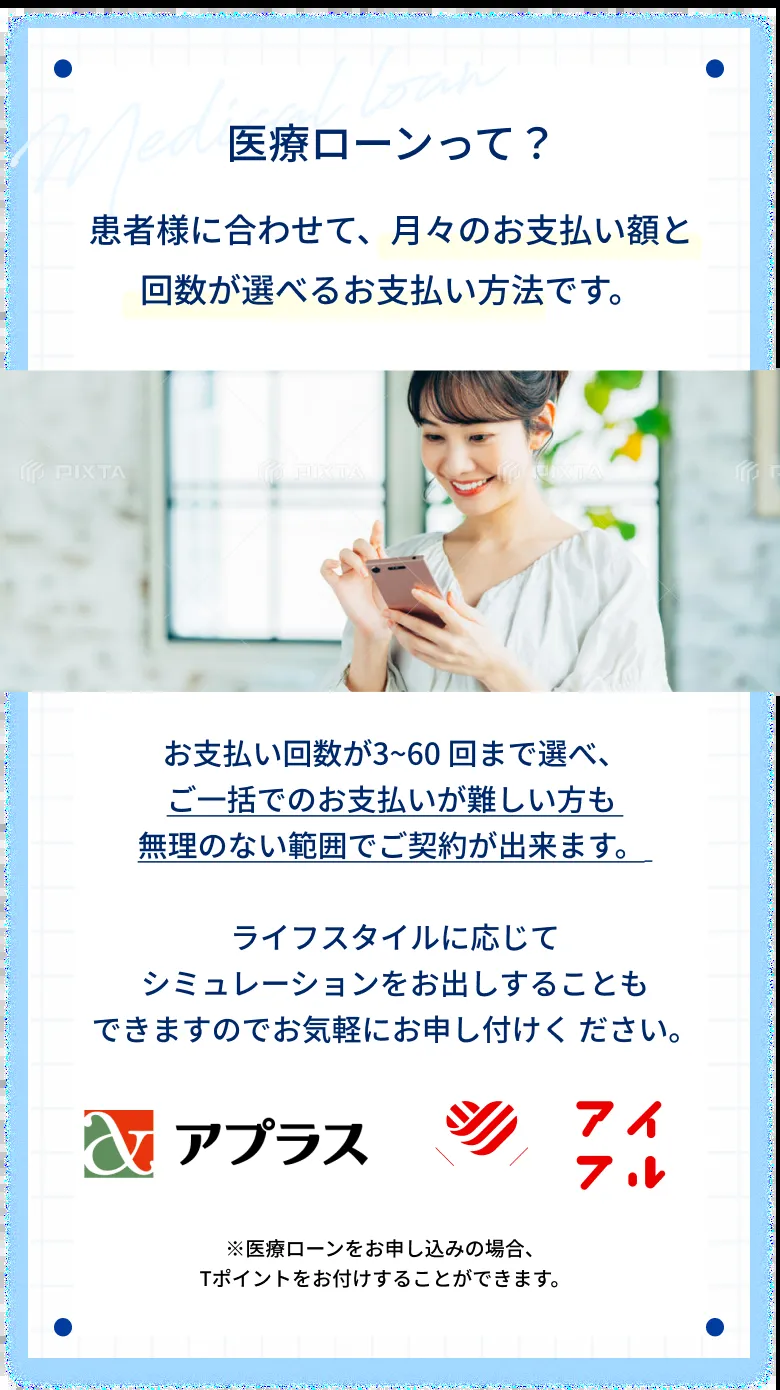 Medical loan
医療ローンって？
患者様に合わせて、月々のお支払い額と
回数が選べるお支払い方法です。
PIXTA PIXTA PIXTA
お支払い回数が3~60 回まで選べ、
ご一括でのお支払いが難しい方も
無理のない範囲でご契約が出来ます。
ライフスタイルに応じて
シミュレーションをお出しすることも
できますのでお気軽にお申し付けく ださい。
& アプラス
アイ
フル
※医療ローンをお申し込みの場合、
Tポイントをお付けすることができます。